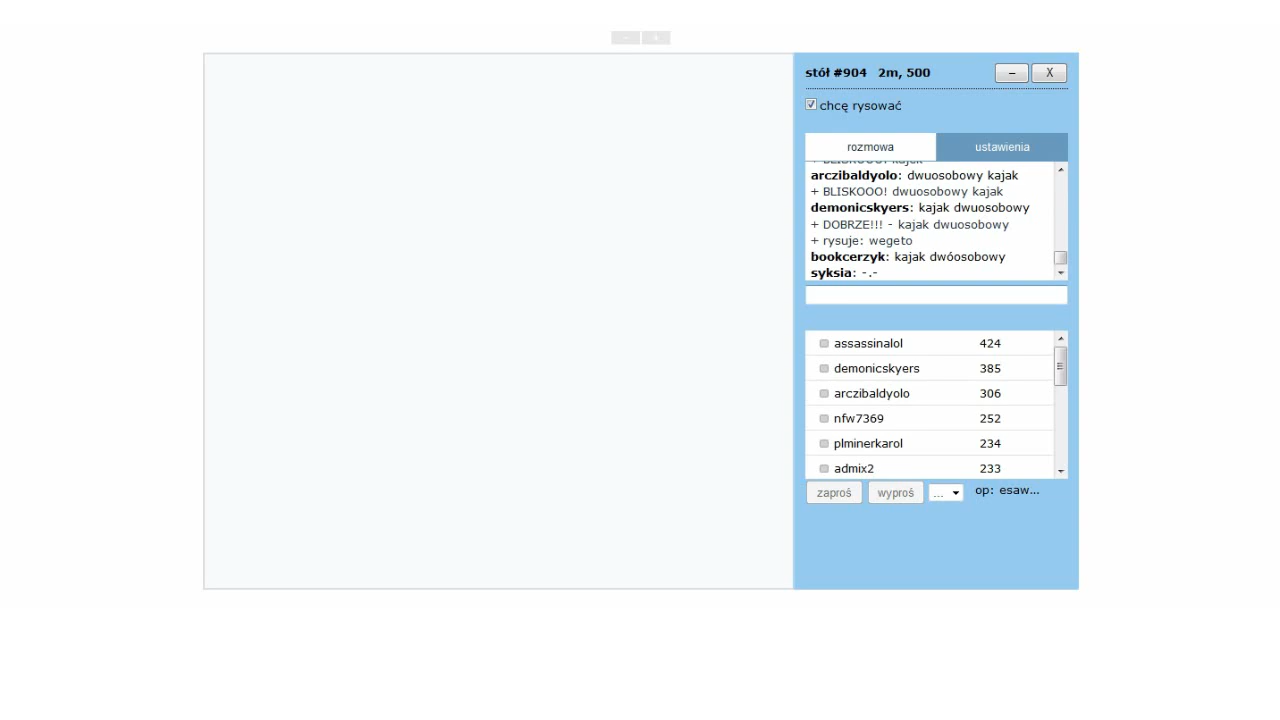 stół #904 2m, 500
– X
chcę rysować
rozmowa ustawienia
+ BLISKOOO! kajak
arczibaldyolo: dwuosobowy kajak
+ BLISKOOO! dwuosobowy kajak
demonicskyers: kajak dwuosobowy
+ DOBRZE!!! - kajak dwuosobowy
+ rysuje: wegeto
bookcerzyk: kajak dwóosobowy
syksia: -.-
assassinalol 424
demonicskyers 385
arczibaldyolo 306
nfw7369 252
plminerkarol 234
admix2 233
zaproś wyproś ... op: esaw...